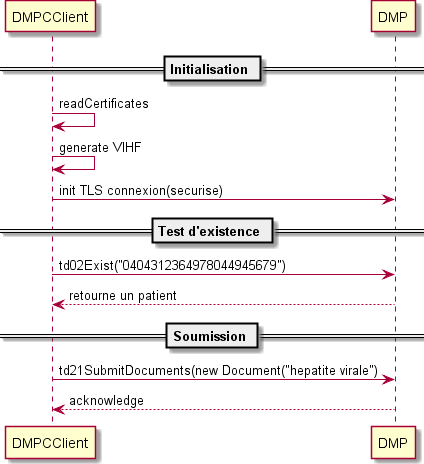 DMPCClient DMP
Initialisation
readCertificates
generate VIHF
init TLS connexion(securise)
Test d'existence
td02Exist("0404312364978044945679")
retourne un patient
Soumission
td21SubmitDocuments(new Document("hepatite virale")
acknowledge
DMPCClient DMP